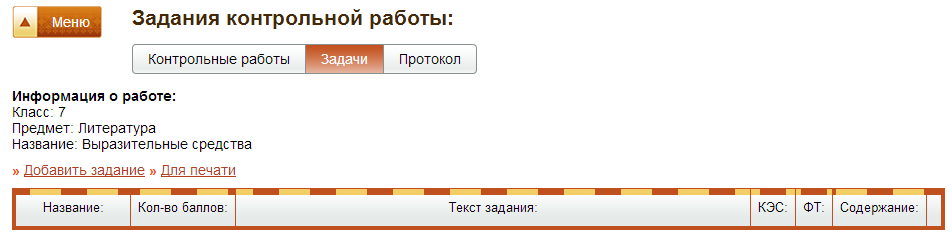 Меню
Задания контрольной работы:
Контрольные работы Задачи Протокол
Информация о работе:
Класс: 7
Предмет: Литература
Название: Выразительные средства
» Добавить задание » Для печати
Название: Кол-во баллов: Текст задания: КЭС: ФТ: Содержание: